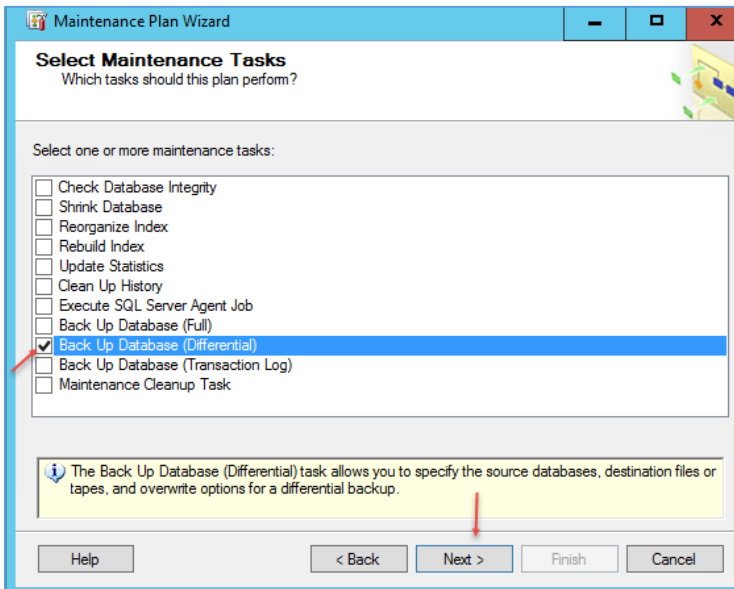 Maintenance Plan Wizard
Select Maintenance Tasks
Which tasks should this plan perform?
Select one or more maintenance tasks:
Check Database Integrity
Shrink Database
Reorganize Index
Rebuild Index
Update Statistics
Clean Up History
Execute SQL Server Agent Job
Back Up Database (Full)
Back Up Database (Differential)
Back Up Database (Transaction Log)
Maintenance Cleanup Task
The Back Up Database (Differential) task allows you to specify the source databases, destination files or
tapes, and overwrite options for a differential backup.
Help < Back Next > Finish Cancel